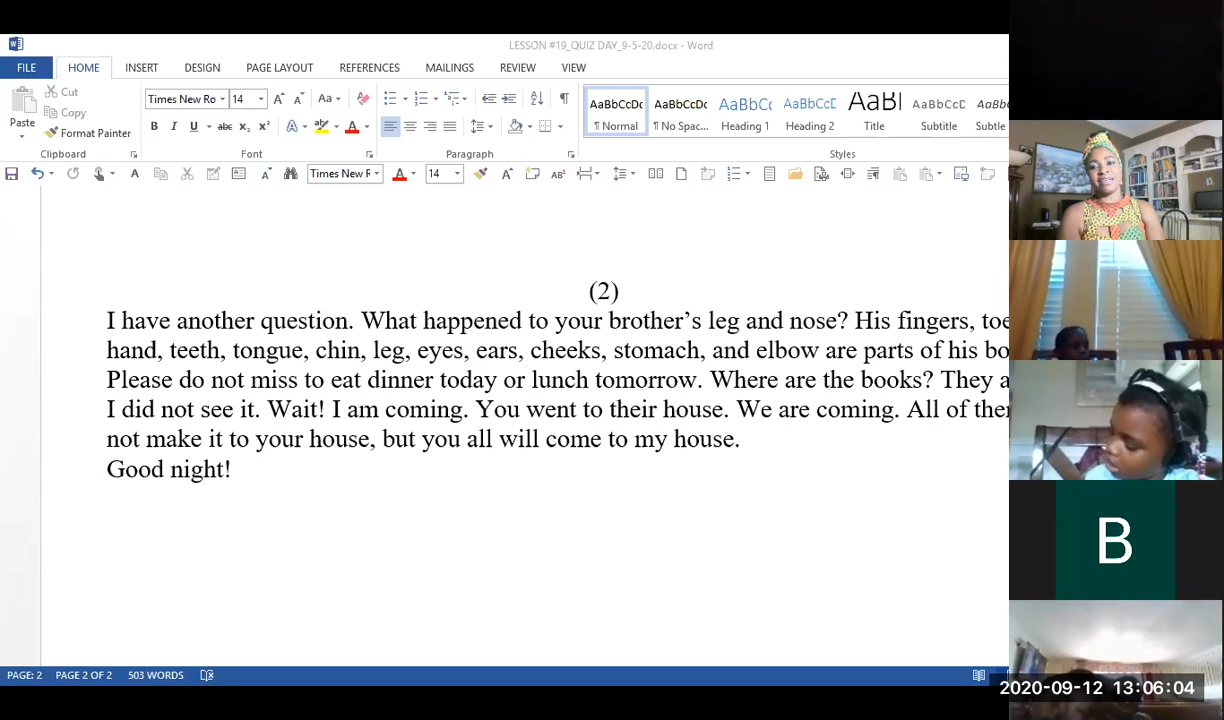 LESSON #19_QUIZ DAY_9-5-20.docx - Word
FILE HOME INSERT DESIGN PAGE LAYOUT REFERENCES MAILINGS REVIEW VIEW
Paste
Cut
Copy
Format Painter
Times New Ro 14
AaBbCcDc AaBbCcDc AaBbCc AaBbCcD AaBl AaBbCcD AaBb
¶ Normal ¶ No Spac... Heading 1 Heading 2 Title Subtitle Subtle
Clipboard Font Paragraph Styles
Times New R 14
(2)
I have another question. What happened to your brother’s leg and nose? His fingers, toe
hand, teeth, tongue, chin, leg, eyes, ears, cheeks, stomach, and elbow are parts of his bo
Please do not miss to eat dinner today or lunch tomorrow. Where are the books? They a
I did not see it. Wait! I am coming. You went to their house. We are coming. All of ther
not make it to your house, but you all will come to my house.
Good night!
B
PAGE: 2 PAGE 2 OF 2 503 WORDS
2020-09-12 13:06:04